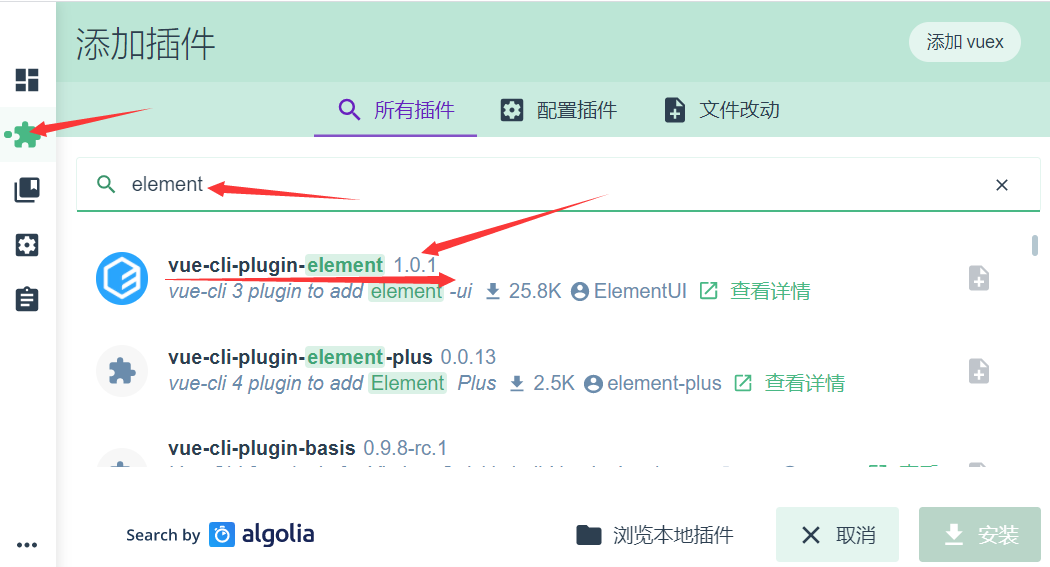 添加插件
添加 vuex
所有插件 配置插件 文件改动
element
vue-cli-plugin-element 1.0.1
vue-cli 3 plugin to add element -ui 25.8K ElementUI 查看详情
vue-cli-plugin-element-plus 0.0.13
vue-cli 4 plugin to add Element Plus 2.5K element-plus 查看详情
vue-cli-plugin-basis 0.9.8-rc.1
Search by algolia 浏览本地插件 取消 安装